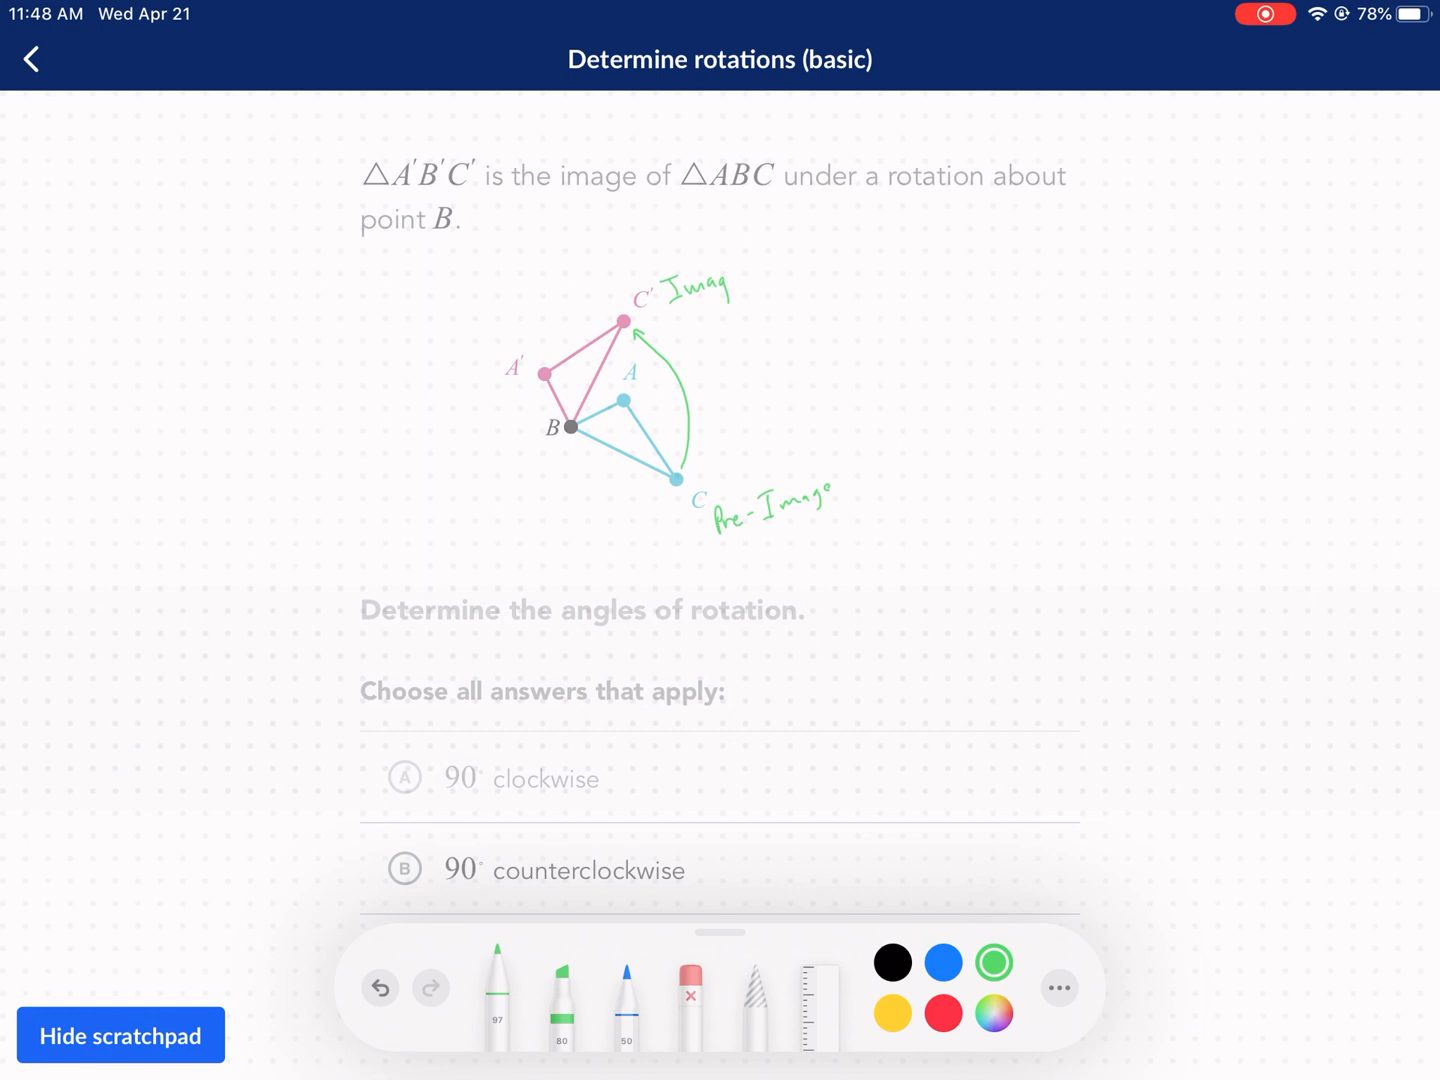 11:48 AM Wed Apr 21
78%
Determine rotations (basic)
△A′B′C′ is the image of △ABC under a rotation about
point B.
C′ Imag
A′
A
B
C
Pre-Image
Determine the angles of rotation.
Choose all answers that apply:
A 90° clockwise
B 90° counterclockwise
97
80
50
Hide scratchpad